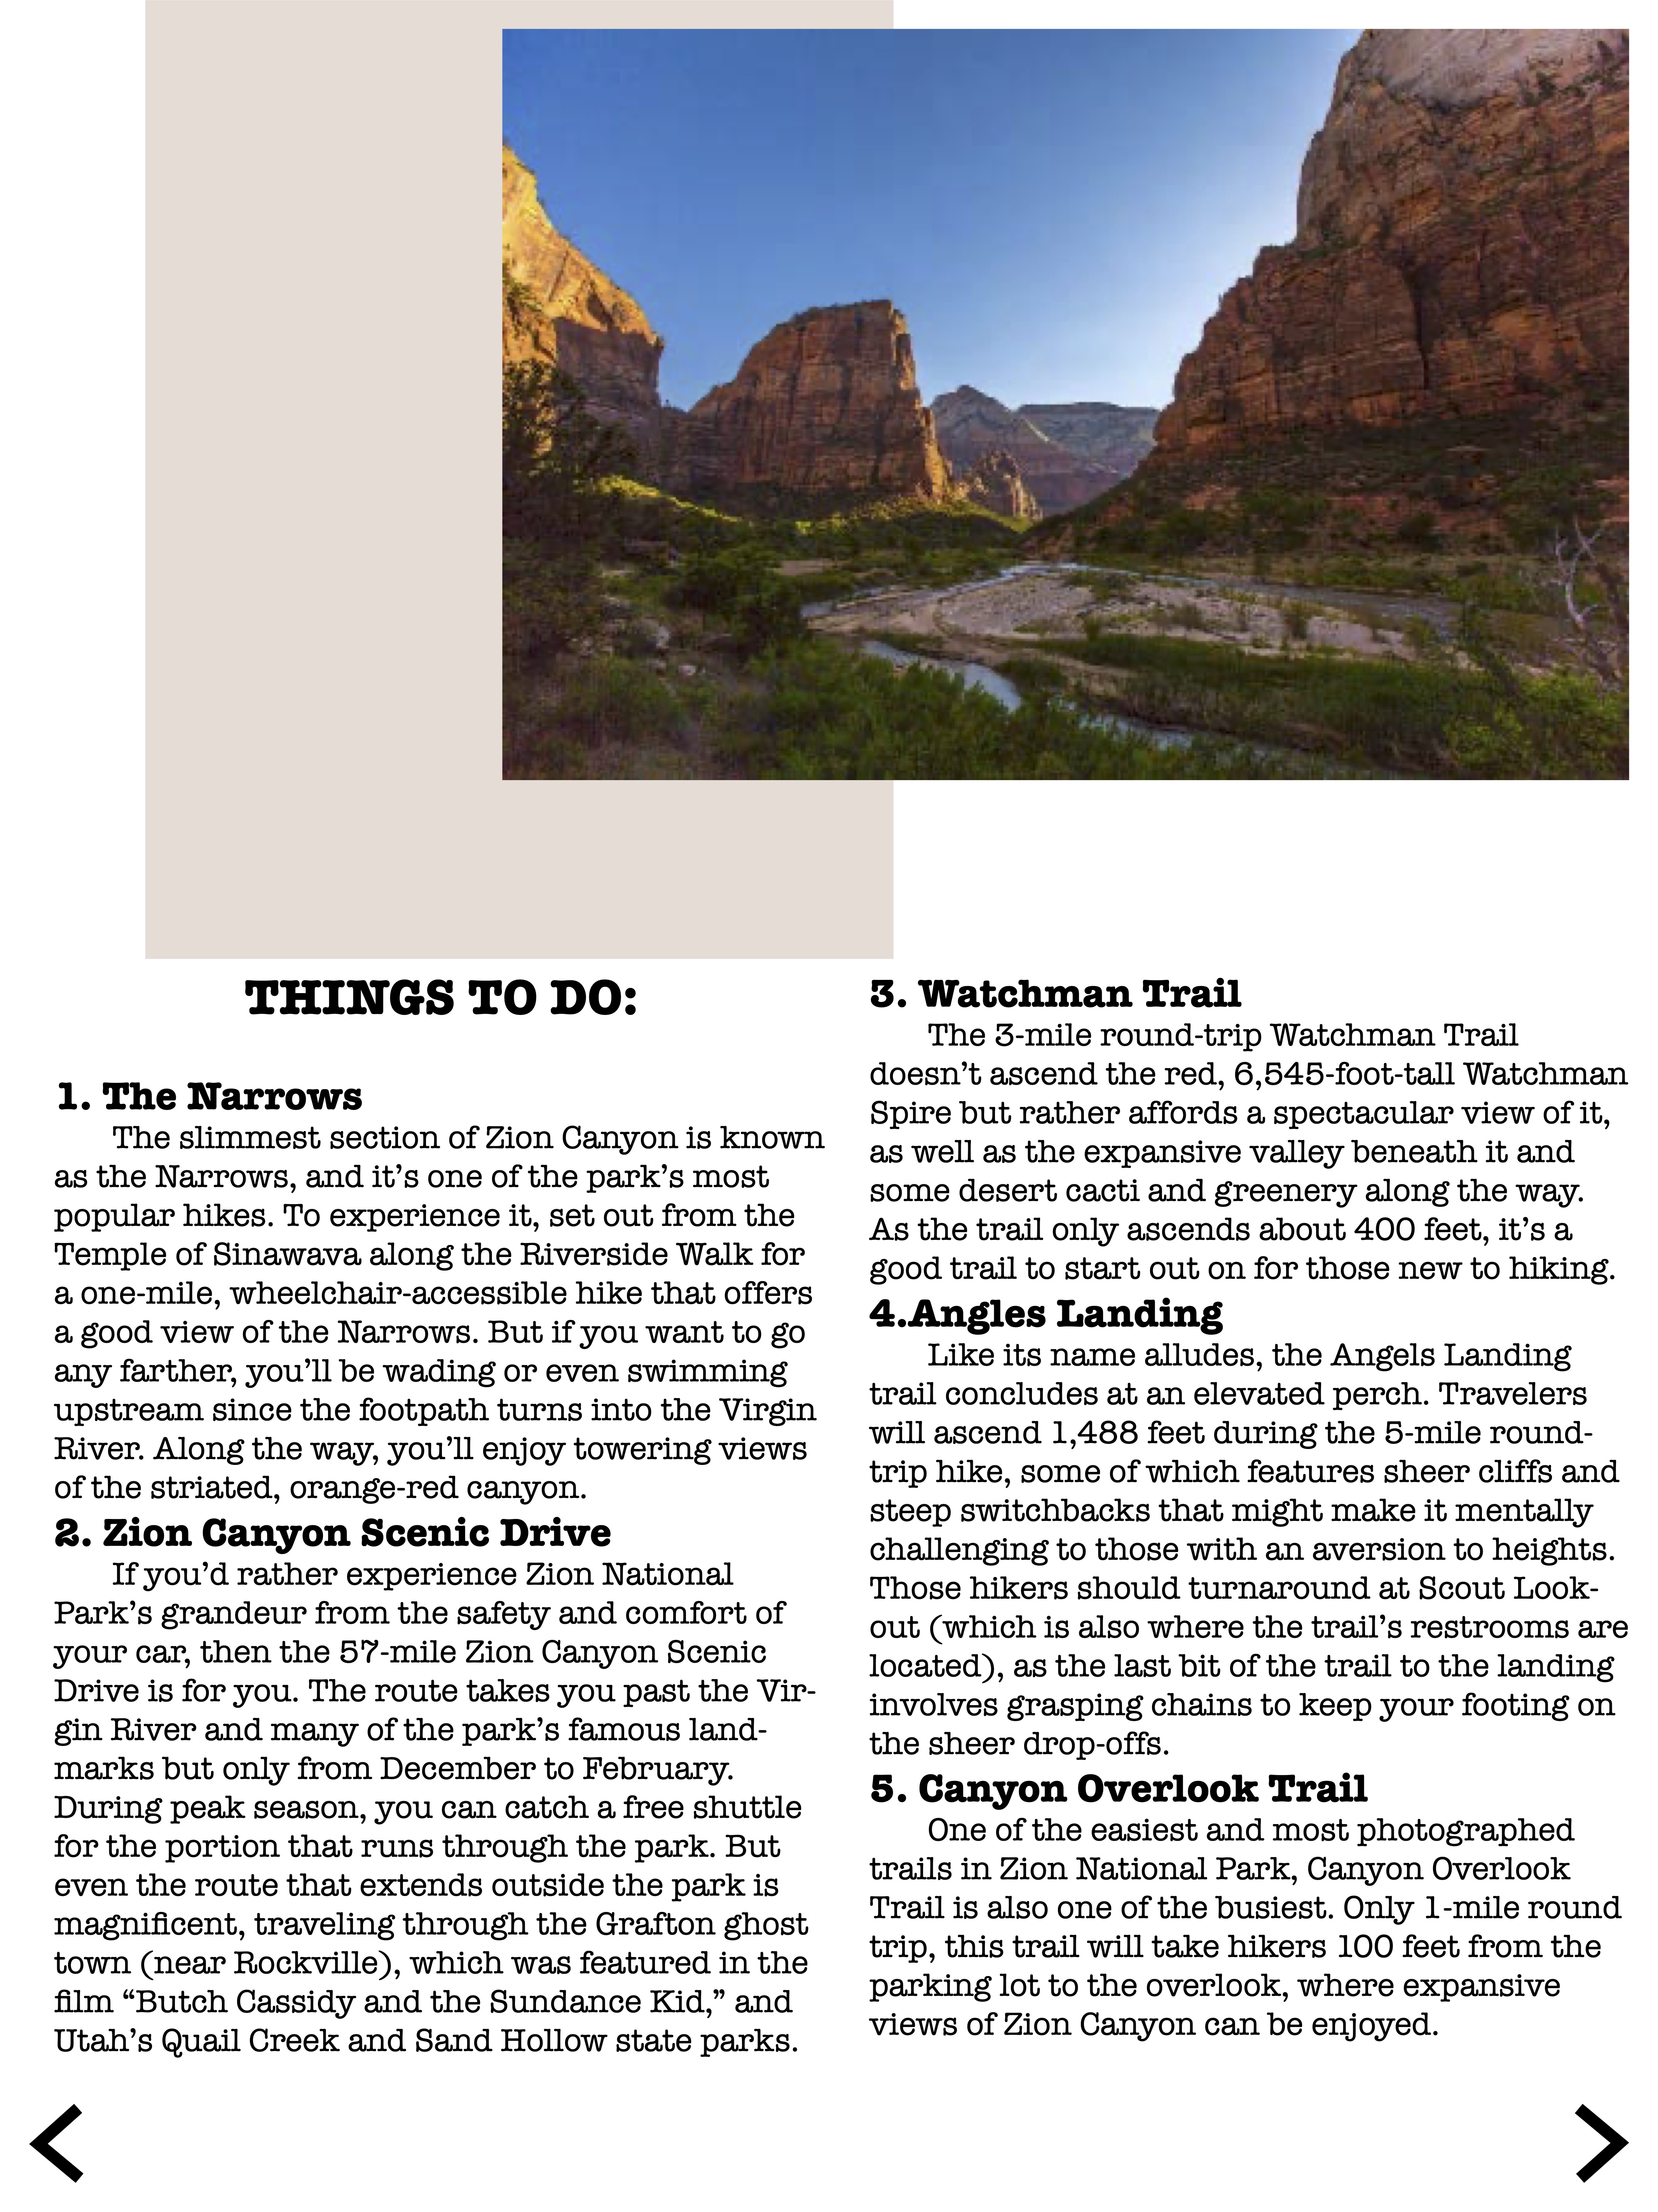 THINGS TO DO:
1. The Narrows
The slimmest section of Zion Canyon is known
as the Narrows, and it’s one of the park’s most
popular hikes. To experience it, set out from the
Temple of Sinawava along the Riverside Walk for
a one-mile, wheelchair-accessible hike that offers
a good view of the Narrows. But if you want to go
any farther, you’ll be wading or even swimming
upstream since the footpath turns into the Virgin
River. Along the way, you’ll enjoy towering views
of the striated, orange-red canyon.
2. Zion Canyon Scenic Drive
If you’d rather experience Zion National
Park’s grandeur from the safety and comfort of
your car, then the 57-mile Zion Canyon Scenic
Drive is for you. The route takes you past the Vir-
gin River and many of the park’s famous land-
marks but only from December to February.
During peak season, you can catch a free shuttle
for the portion that runs through the park. But
even the route that extends outside the park is
magnificent, traveling through the Grafton ghost
town (near Rockville), which was featured in the
film “Butch Cassidy and the Sundance Kid,” and
Utah’s Quail Creek and Sand Hollow state parks.
3. Watchman Trail
The 3-mile round-trip Watchman Trail
doesn’t ascend the red, 6,545-foot-tall Watchman
Spire but rather affords a spectacular view of it,
as well as the expansive valley beneath it and
some desert cacti and greenery along the way.
As the trail only ascends about 400 feet, it’s a
good trail to start out on for those new to hiking.
4.Angles Landing
Like its name alludes, the Angels Landing
trail concludes at an elevated perch. Travelers
will ascend 1,488 feet during the 5-mile round-
trip hike, some of which features sheer cliffs and
steep switchbacks that might make it mentally
challenging to those with an aversion to heights.
Those hikers should turnaround at Scout Look-
out (which is also where the trail’s restrooms are
located), as the last bit of the trail to the landing
involves grasping chains to keep your footing on
the sheer drop-offs.
5. Canyon Overlook Trail
One of the easiest and most photographed
trails in Zion National Park, Canyon Overlook
Trail is also one of the busiest. Only 1-mile round
trip, this trail will take hikers 100 feet from the
parking lot to the overlook, where expansive
views of Zion Canyon can be enjoyed.